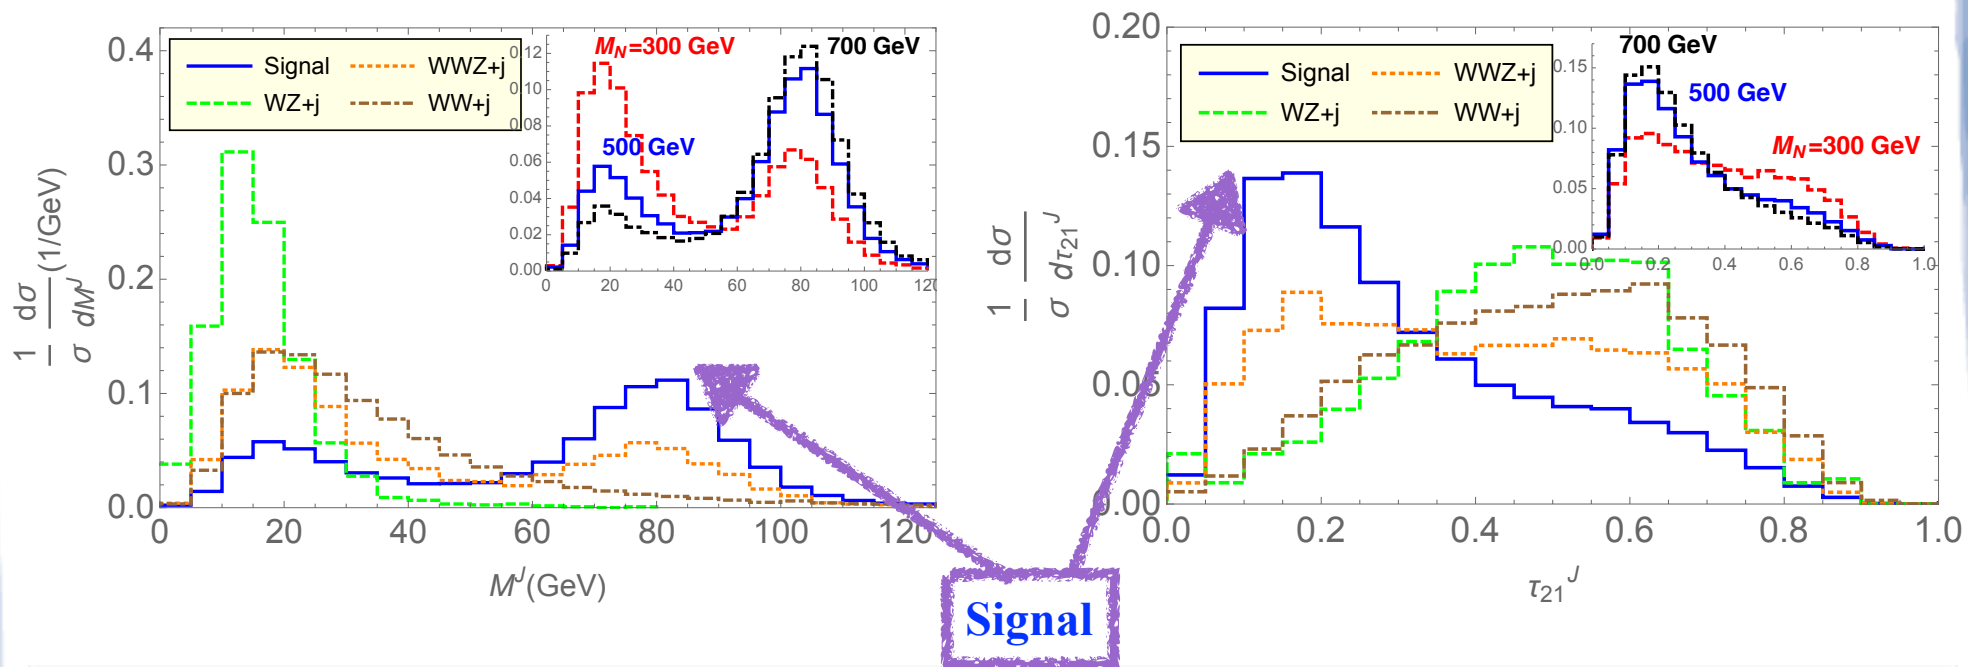 Signal
WWZ+j
WZ+j
WW+j
M_N=300 GeV
700 GeV
500 GeV
0.12
0.10
0.08
0.06
0.04
0.02
0.00
0 20 40 60 80 100 120
0.4
0.3
0.2
0.1
0.0
0 20 40 60 80 100 120
1/σ dσ/dM^J (1/GeV)
M^J(GeV)
Signal
WWZ+j
WZ+j
WW+j
700 GeV
500 GeV
M_N=300 GeV
0.15
0.10
0.05
0.00
0.0 0.2 0.4 0.6 0.8 1.0
0.20
0.15
0.10
0.05
0.00
0.0 0.2 0.4 0.6 0.8 1.0
1/σ dσ/dτ_21^J
τ_21^J
Signal